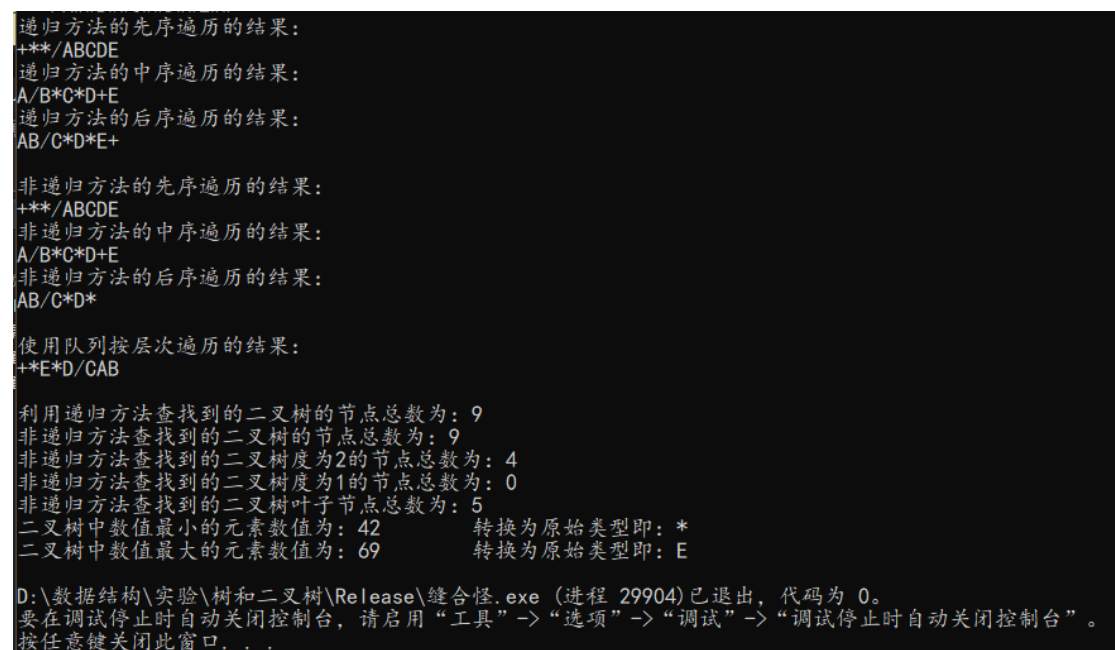 递归方法的先序遍历的结果:
+**/ABCDE
递归方法的中序遍历的结果:
A/B*C*D+E
递归方法的后序遍历的结果:
AB/C*D*E+
非递归方法的先序遍历的结果:
+**/ABCDE
非递归方法的中序遍历的结果:
A/B*C*D+E
非递归方法的后序遍历的结果:
AB/C*D*
使用队列按层次遍历的结果:
+*E*D/CAB
利用递归方法查找到的二叉树的节点总数为: 9
非递归方法查找到的二叉树的节点总数为: 9
非递归方法查找到的二叉树度为2的节点总数为: 4
非递归方法查找到的二叉树度为1的节点总数为: 0
非递归方法查找到的二叉树叶子节点总数为: 5
二叉树中数值最小的元素数值为: 42 转换为原始类型即: *
二叉树中数值最大的元素数值为: 69 转换为原始类型即: E
D:\数据结构\实验\树和二叉树\Release\缝合怪.exe (进程 29904)已退出，代码为 0。
要在调试停止时自动关闭控制台，请启用“工具”->“选项”->“调试”->“调试停止时自动关闭控制台”。
按任意键关闭此窗口. . .